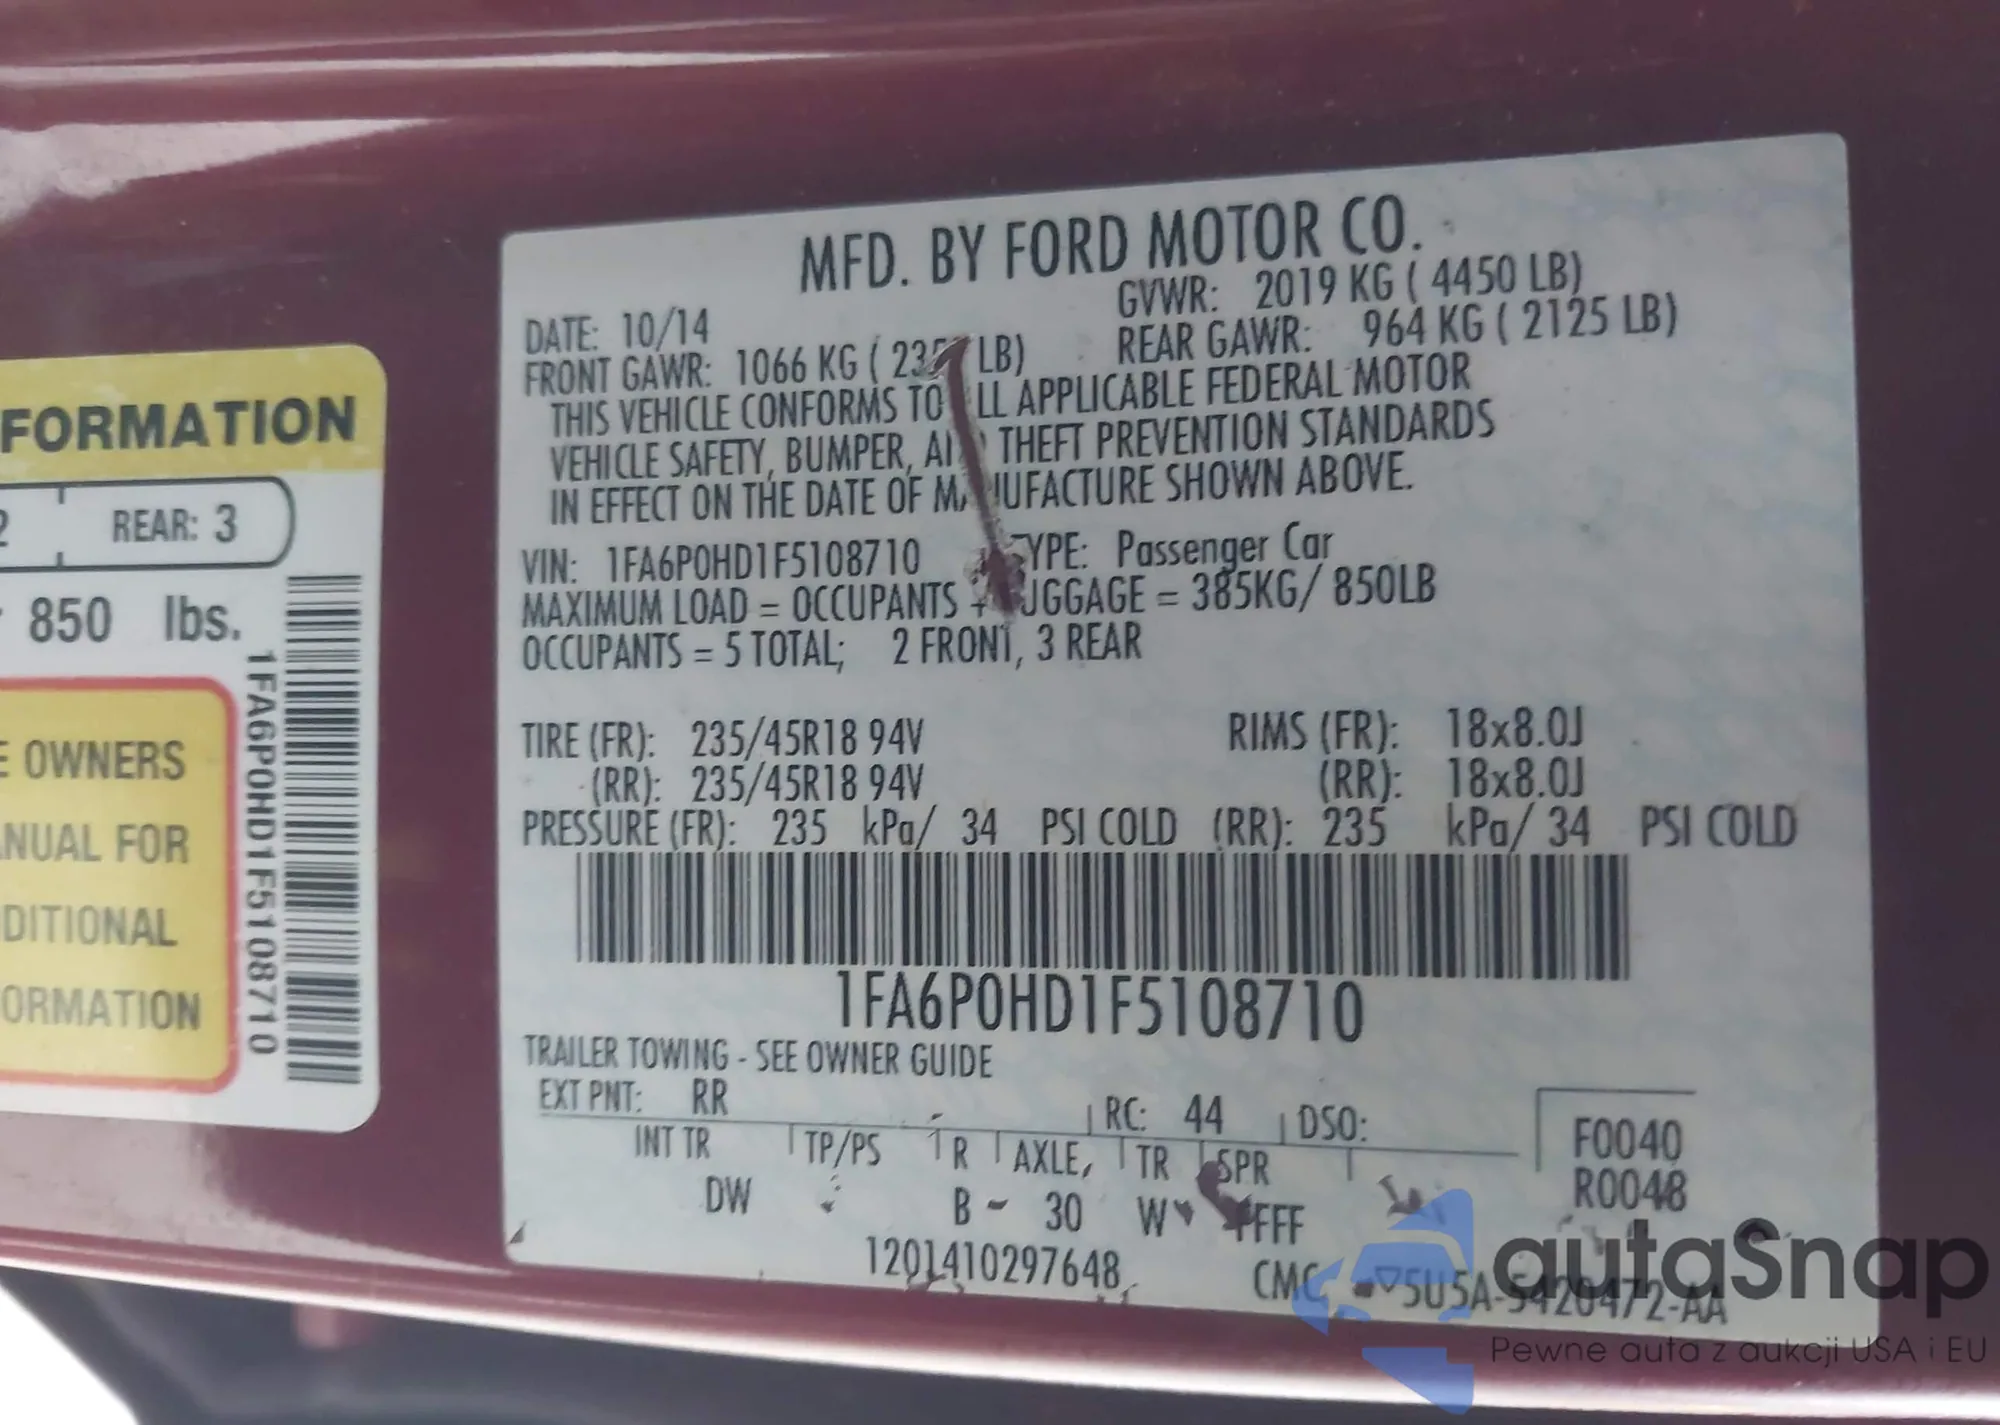 FORMATION
REAR: 3
850 lbs.
E OWNERS
NUAL FOR
DITIONAL
ORMATION
1FA6P0HD1F5108710
MFD. BY FORD MOTOR CO.
DATE: 10/14 GVWR: 2019 KG ( 4450 LB)
FRONT GAWR: 1066 KG ( LB) REAR GAWR: 964 KG ( 2125 LB)
THIS VEHICLE CONFORMS TO LL APPLICABLE FEDERAL MOTOR
VEHICLE SAFETY, BUMPER, A THEFT PREVENTION STANDARDS
IN EFFECT ON THE DATE OF MA UFACTURE SHOWN ABOVE.
VIN: 1FA6P0HD1F5108710 TYPE: Passenger Car
MAXIMUM LOAD = OCCUPANTS + UGGAGE = 385KG/ 850LB
OCCUPANTS = 5 TOTAL; 2 FRONT, 3 REAR
TIRE (FR): 235/45R18 94V RIMS (FR): 18x8.0J
(RR): 235/45R18 94V (RR): 18x8.0J
PRESSURE (FR): 235 kPa/ 34 PSI COLD (RR): 235 kPa/ 34 PSI COLD
1FA6P0HD1F5108710
TRAILER TOWING - SEE OWNER GUIDE
EXT PNT: RR RC: 44 DSO:
INT TR TP/PS R AXLE TR SPR
F0040
R0048
DW B 30 W FFF
1201410297648
CMC 5U5A-5420472-AA
autaSnap
Pewne auta z aukcji USA i EU